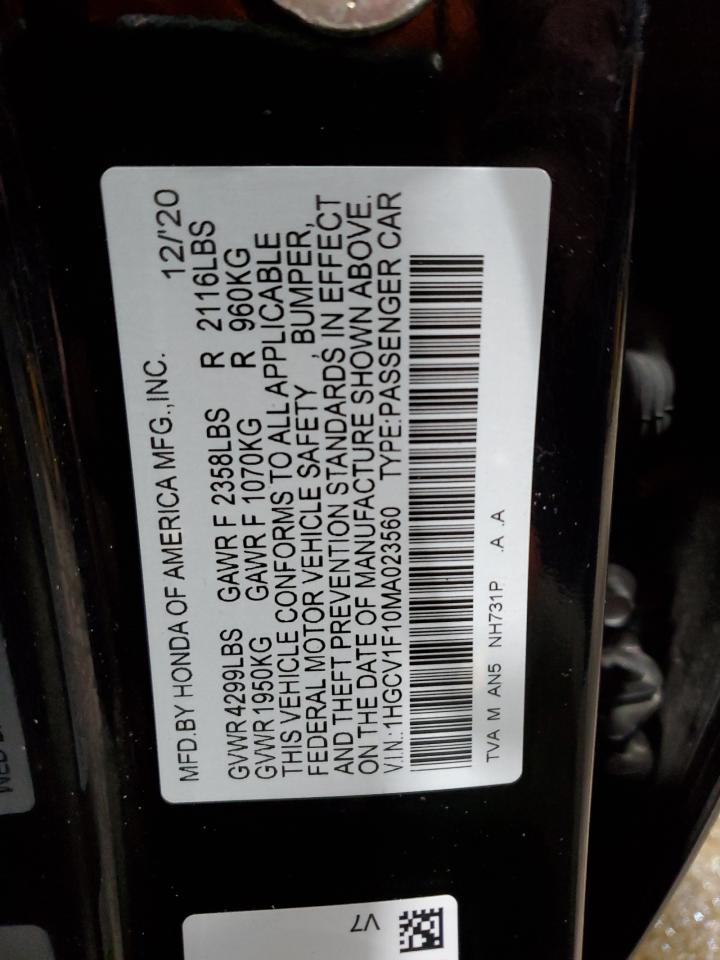 MFD.BY HONDA OF AMERICA MFG.,INC. 12/'20
GVWR 4299LBS GAWR F 2358LBS R 2116LBS
GVWR 1950KG GAWR F 1070KG R 960KG
THIS VEHICLE CONFORMS TO ALL APPLICABLE
FEDERAL MOTOR VEHICLE SAFETY , BUMPER,
AND THEFT PREVENTION STANDARDS IN EFFECT
ON THE DATE OF MANUFACTURE SHOWN ABOVE.
V.I.N.: 1HGCV1F10MA023560 TYPE:PASSENGER CAR
TVA M AN5 NH731P .A .A
V7